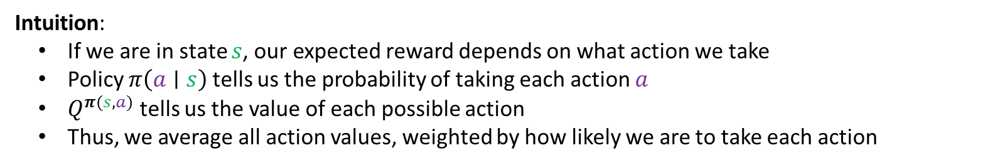 Intuition:
• If we are in state s, our expected reward depends on what action we take
• Policy π(a | s) tells us the probability of taking each action a
• Q^π(s,a) tells us the value of each possible action
• Thus, we average all action values, weighted by how likely we are to take each action